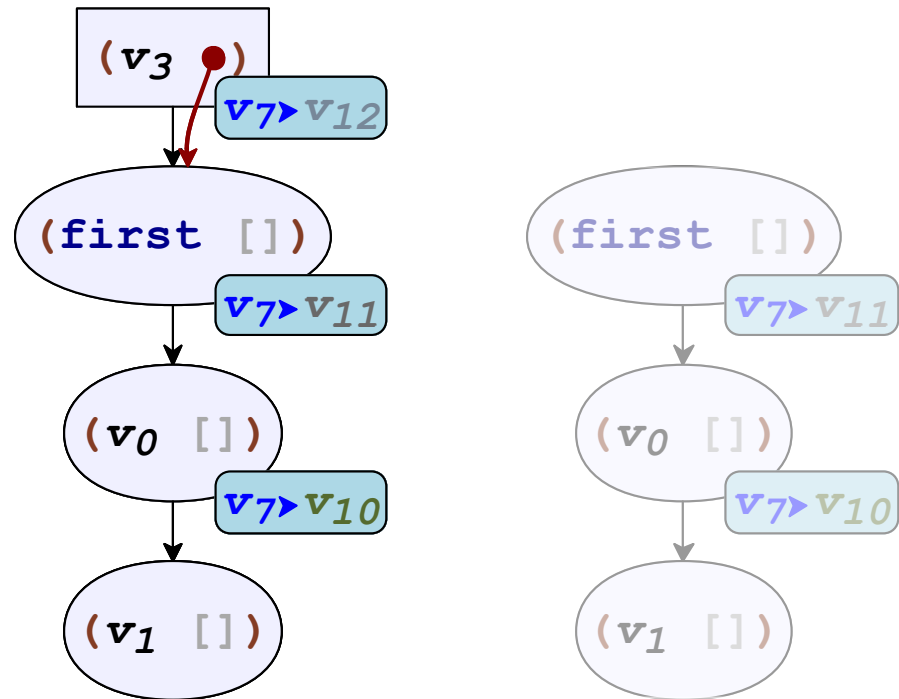 (v3 )
v7➤v12
(first []) (first [])
v7➤v11 v7➤v11
(v0 []) (v0 [])
v7➤v10 v7➤v10
(v1 []) (v1 [])